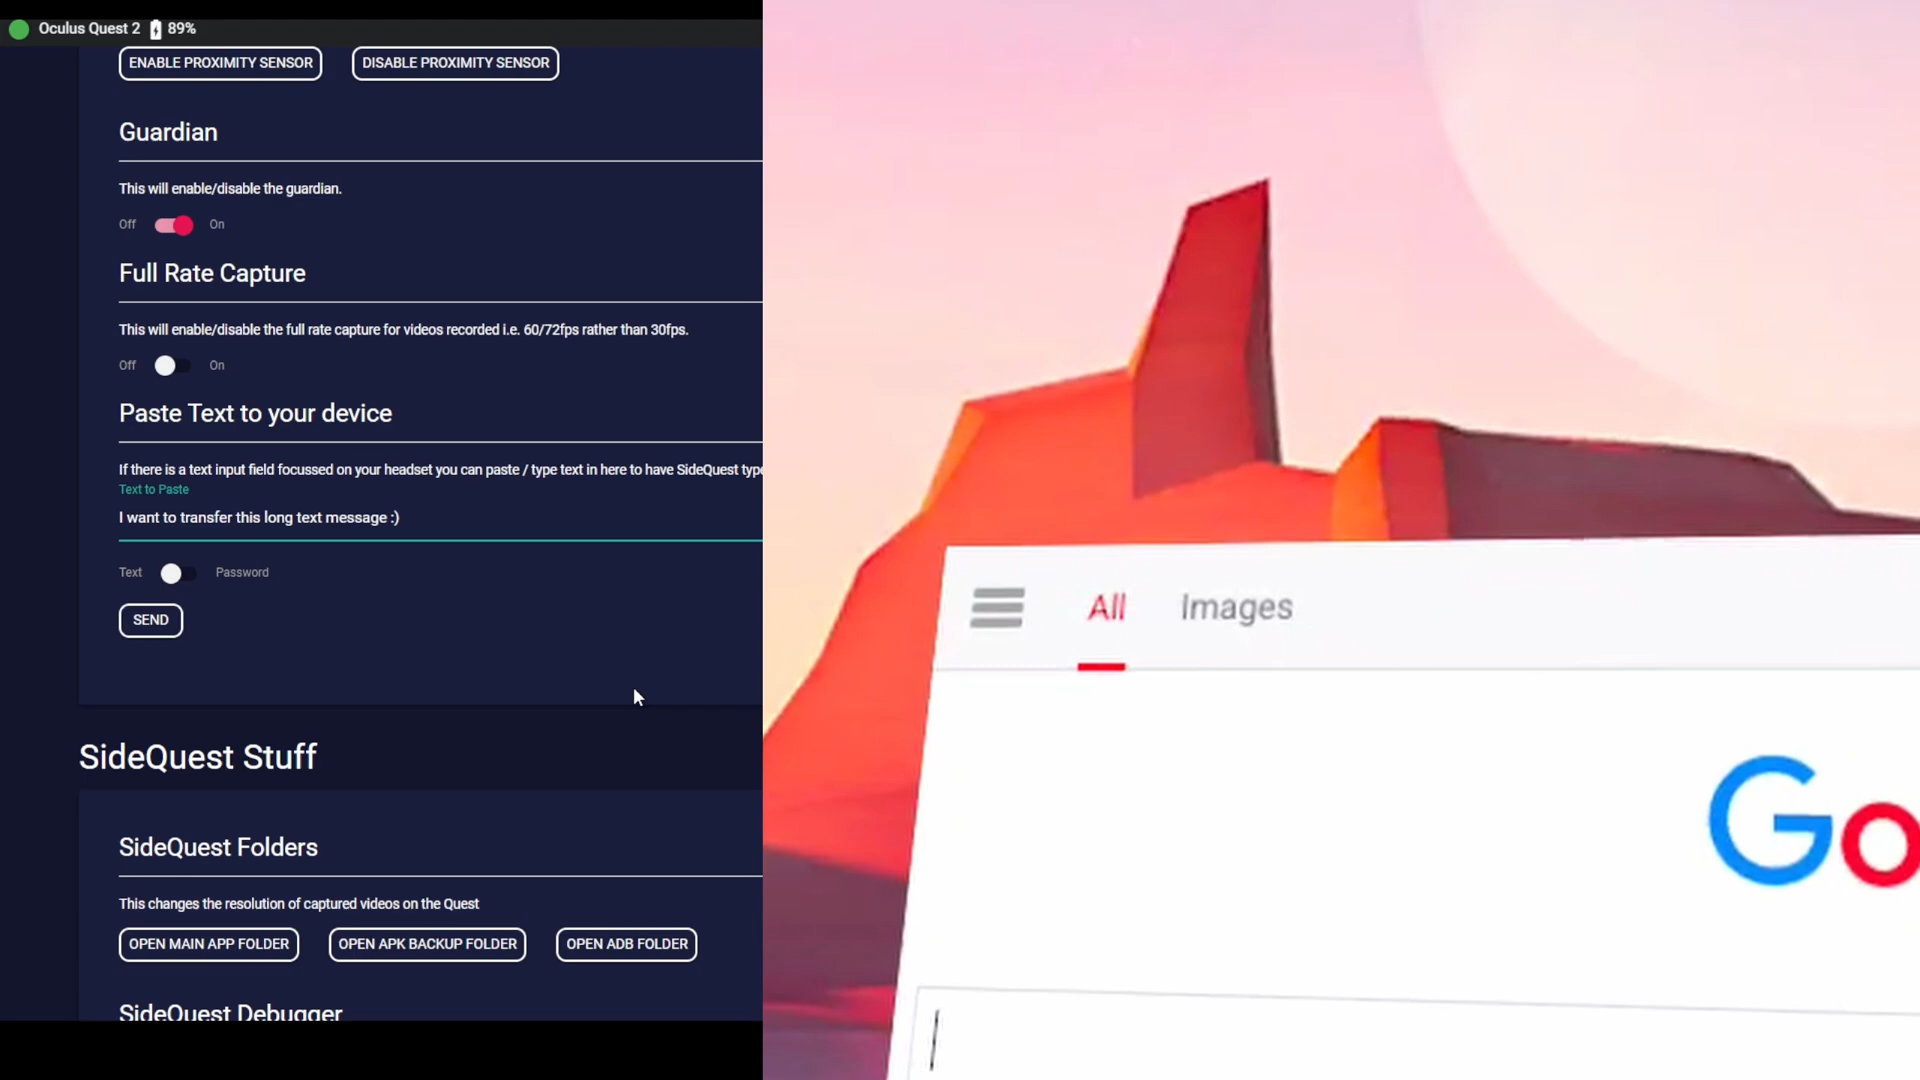 Oculus Quest 2 89%
ENABLE PROXIMITY SENSOR DISABLE PROXIMITY SENSOR
Guardian
This will enable/disable the guardian.
Off On
Full Rate Capture
This will enable/disable the full rate capture for videos recorded i.e. 60/72fps rather than 30fps.
Off On
Paste Text to your device
If there is a text input field focussed on your headset you can paste / type text in here to have SideQuest type
Text to Paste
I want to transfer this long text message :)
Text Password
SEND
SideQuest Stuff
SideQuest Folders
This changes the resolution of captured videos on the Quest
OPEN MAIN APP FOLDER OPEN APK BACKUP FOLDER OPEN ADB FOLDER
SideQuest Debugger
All Images
Go